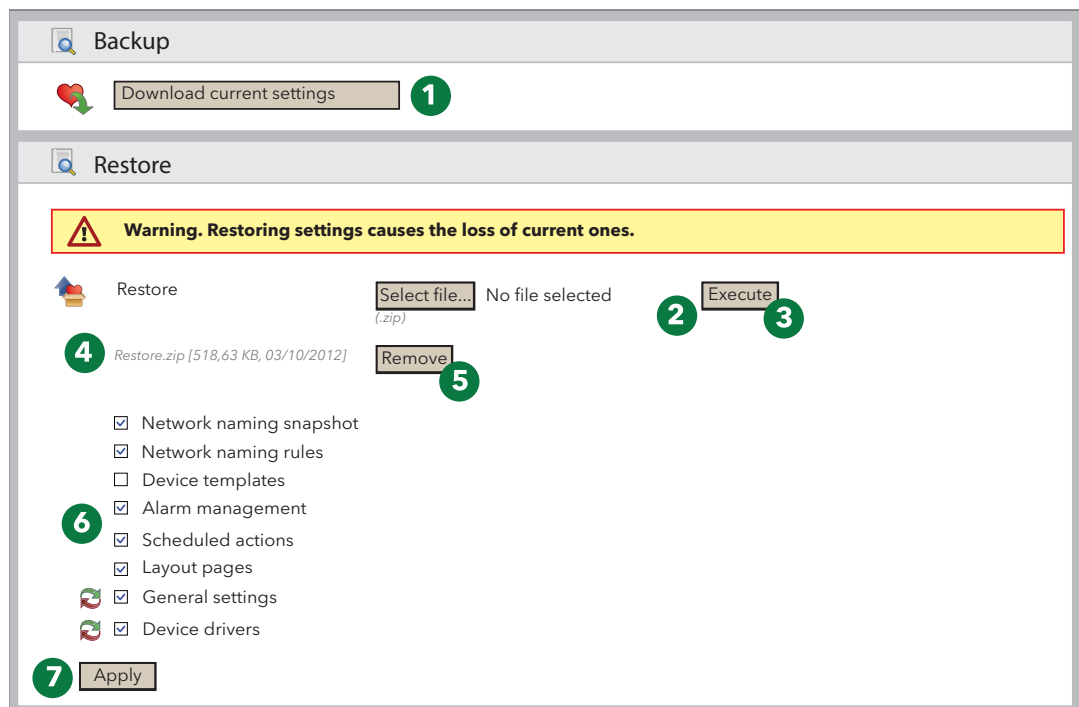 Backup
Download current settings 1
Restore
Warning. Restoring settings causes the loss of current ones.
Restore Select file... No file selected 2 Execute 3
(.zip)
4 Restore.zip [518,63 KB, 03/10/2012] Remove 5
Network naming snapshot
Network naming rules
Device templates
Alarm management
6
Scheduled actions
Layout pages
General settings
Device drivers
7 Apply